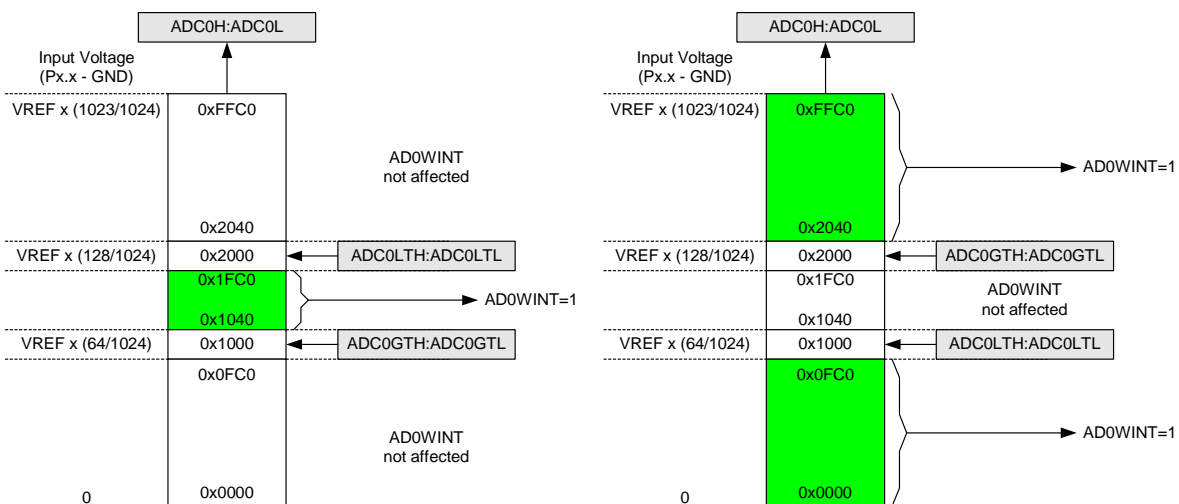 ADC0H:ADC0L
Input Voltage
(Px.x - GND)
VREF x (1023/1024)
0xFFC0
AD0WINT
not affected
0x2040
VREF x (128/1024)
0x2000
ADC0LTH:ADC0LTL
0x1FC0
AD0WINT=1
0x1040
VREF x (64/1024)
0x1000
ADC0GTH:ADC0GTL
0x0FC0
AD0WINT
not affected
0
0x0000
ADC0H:ADC0L
Input Voltage
(Px.x - GND)
VREF x (1023/1024)
0xFFC0
AD0WINT=1
0x2040
VREF x (128/1024)
0x2000
ADC0GTH:ADC0GTL
0x1FC0
AD0WINT
not affected
0x1040
VREF x (64/1024)
0x1000
ADC0LTH:ADC0LTL
0x0FC0
AD0WINT=1
0
0x0000